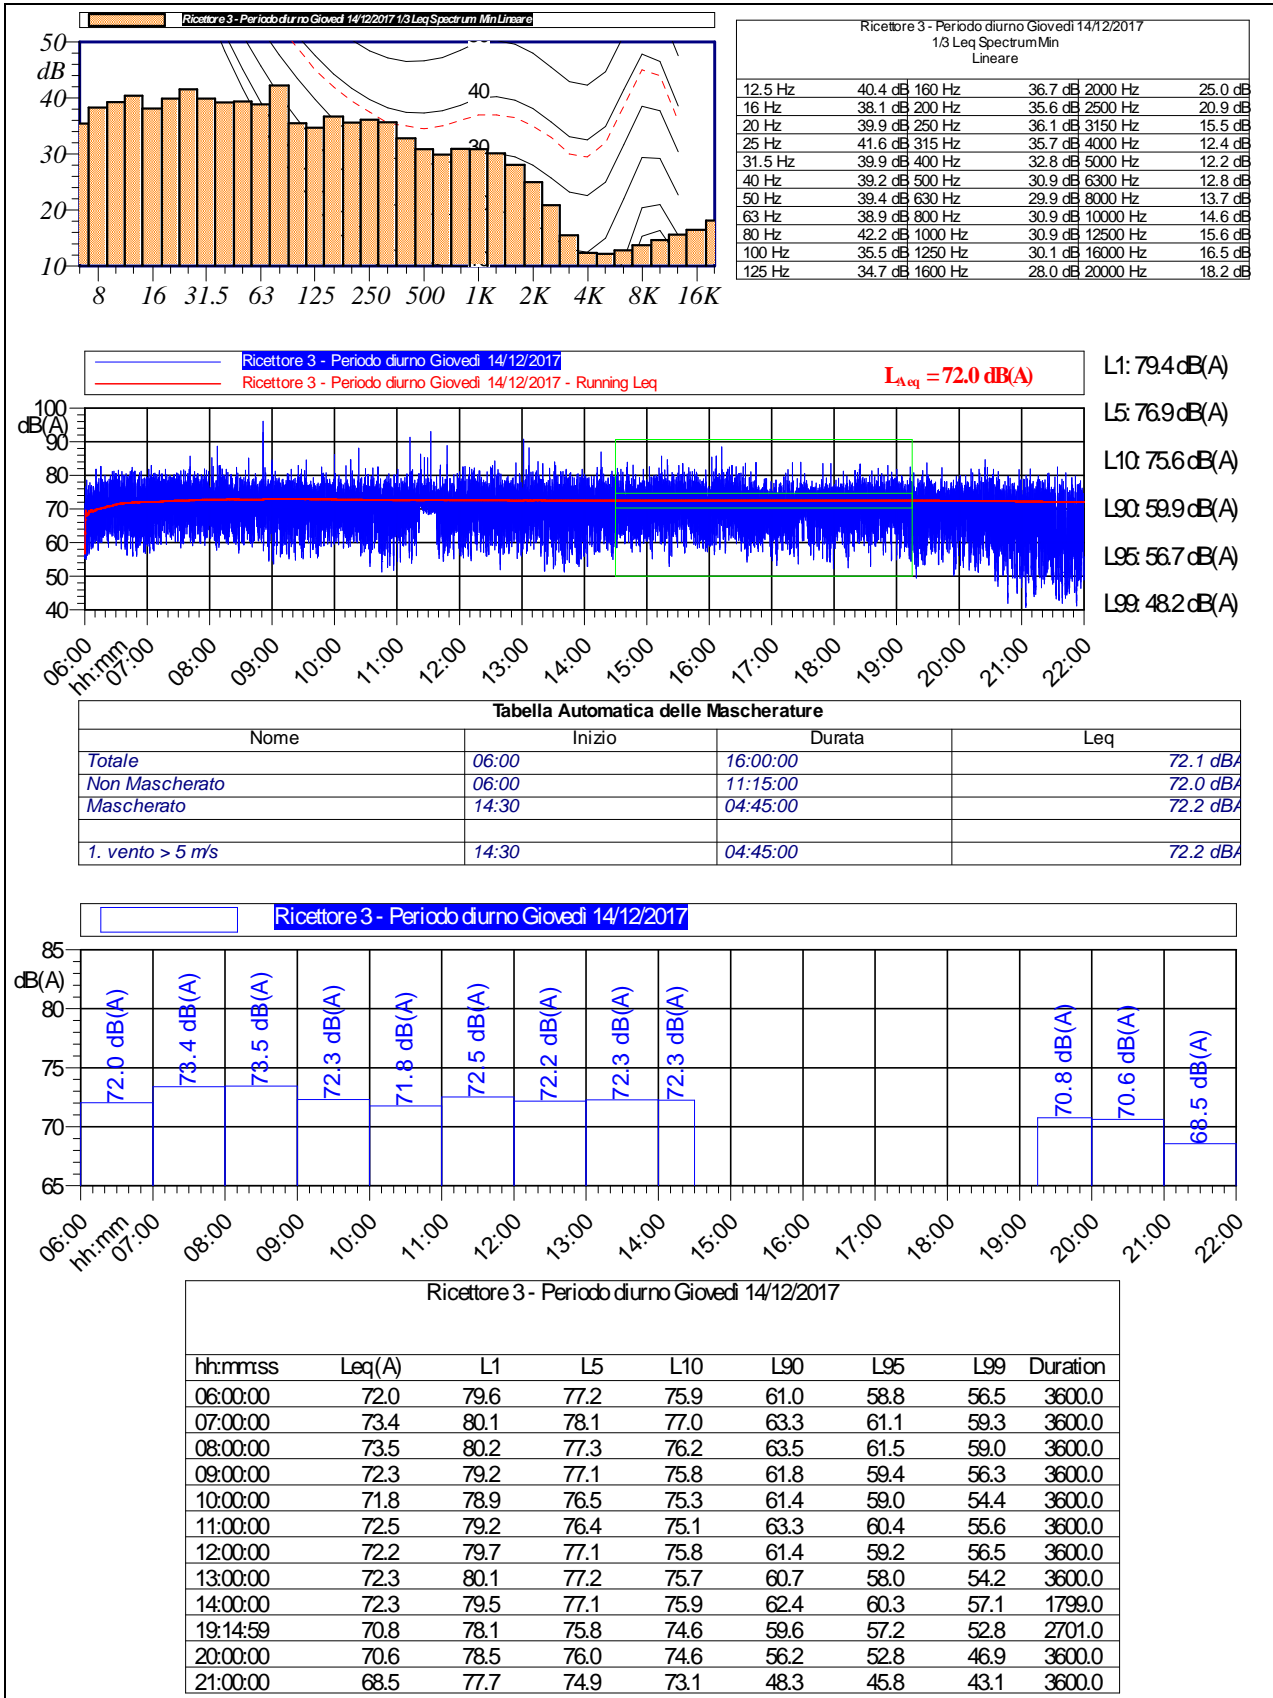 Ricettore 3 - Periodo diurno Giovedì 14/12/2017 1/3 Leq Spectrum Min Lineare
50
dB
40
30
20
10
40
30
8 16 31.5 63 125 250 500 1K 2K 4K 8K 16K
Ricettore 3 - Periodo diurno Giovedì 14/12/2017
1/3 Leq Spectrum Min
Lineare
12.5 Hz 40.4 dB 160 Hz 36.7 dB 2000 Hz 25.0 dB
16 Hz 38.1 dB 200 Hz 35.6 dB 2500 Hz 20.9 dB
20 Hz 39.9 dB 250 Hz 36.1 dB 3150 Hz 15.5 dB
25 Hz 41.6 dB 315 Hz 35.7 dB 4000 Hz 12.4 dB
31.5 Hz 39.9 dB 400 Hz 32.8 dB 5000 Hz 12.2 dB
40 Hz 39.2 dB 500 Hz 30.9 dB 6300 Hz 12.8 dB
50 Hz 39.4 dB 630 Hz 29.9 dB 8000 Hz 13.7 dB
63 Hz 38.9 dB 800 Hz 30.9 dB 10000 Hz 14.6 dB
80 Hz 42.2 dB 1000 Hz 30.9 dB 12500 Hz 15.6 dB
100 Hz 35.5 dB 1250 Hz 30.1 dB 16000 Hz 16.5 dB
125 Hz 34.7 dB 1600 Hz 28.0 dB 20000 Hz 18.2 dB
Ricettore 3 - Periodo diurno Giovedì 14/12/2017
Ricettore 3 - Periodo diurno Giovedì 14/12/2017 - Running Leq
LAeq = 72.0 dB(A)
100
dB(A)
90
80
70
60
50
40
06:00 hh:mm 07:00 08:00 09:00 10:00 11:00 12:00 13:00 14:00 15:00 16:00 17:00 18:00 19:00 20:00 21:00 22:00
L1: 79.4 dB(A)
L5: 76.9 dB(A)
L10: 75.6 dB(A)
L90: 59.9 dB(A)
L95: 56.7 dB(A)
L99: 48.2 dB(A)
Tabella Automatica delle Mascherature
Nome Inizio Durata Leq
Totale 06:00 16:00:00 72.1 dBA
Non Mascherato 06:00 11:15:00 72.0 dBA
Mascherato 14:30 04:45:00 72.2 dBA
1. vento > 5 m/s 14:30 04:45:00 72.2 dBA
Ricettore 3 - Periodo diurno Giovedì 14/12/2017
85
dB(A)
80
75
70
65
72.0 dB(A) 73.4 dB(A) 73.5 dB(A) 72.3 dB(A) 71.8 dB(A) 72.5 dB(A) 72.2 dB(A) 72.3 dB(A) 72.3 dB(A) 70.8 dB(A) 70.6 dB(A) 68.5 dB(A)
06:00 hh:mm 07:00 08:00 09:00 10:00 11:00 12:00 13:00 14:00 15:00 16:00 17:00 18:00 19:00 20:00 21:00 22:00
Ricettore 3 - Periodo diurno Giovedì 14/12/2017
hh:mm:ss Leq(A) L1 L5 L10 L90 L95 L99 Duration
06:00:00 72.0 79.6 77.2 75.9 61.0 58.8 56.5 3600.0
07:00:00 73.4 80.1 78.1 77.0 63.3 61.1 59.3 3600.0
08:00:00 73.5 80.2 77.3 76.2 63.5 61.5 59.0 3600.0
09:00:00 72.3 79.2 77.1 75.8 61.8 59.4 56.3 3600.0
10:00:00 71.8 78.9 76.5 75.3 61.4 59.0 54.4 3600.0
11:00:00 72.5 79.2 76.4 75.1 63.3 60.4 55.6 3600.0
12:00:00 72.2 79.7 77.1 75.8 61.4 59.2 56.5 3600.0
13:00:00 72.3 80.1 77.2 75.7 60.7 58.0 54.2 3600.0
14:00:00 72.3 79.5 77.1 75.9 62.4 60.3 57.1 1799.0
19:14:59 70.8 78.1 75.8 74.6 59.6 57.2 52.8 2701.0
20:00:00 70.6 78.5 76.0 74.6 56.2 52.8 46.9 3600.0
21:00:00 68.5 77.7 74.9 73.1 48.3 45.8 43.1 3600.0